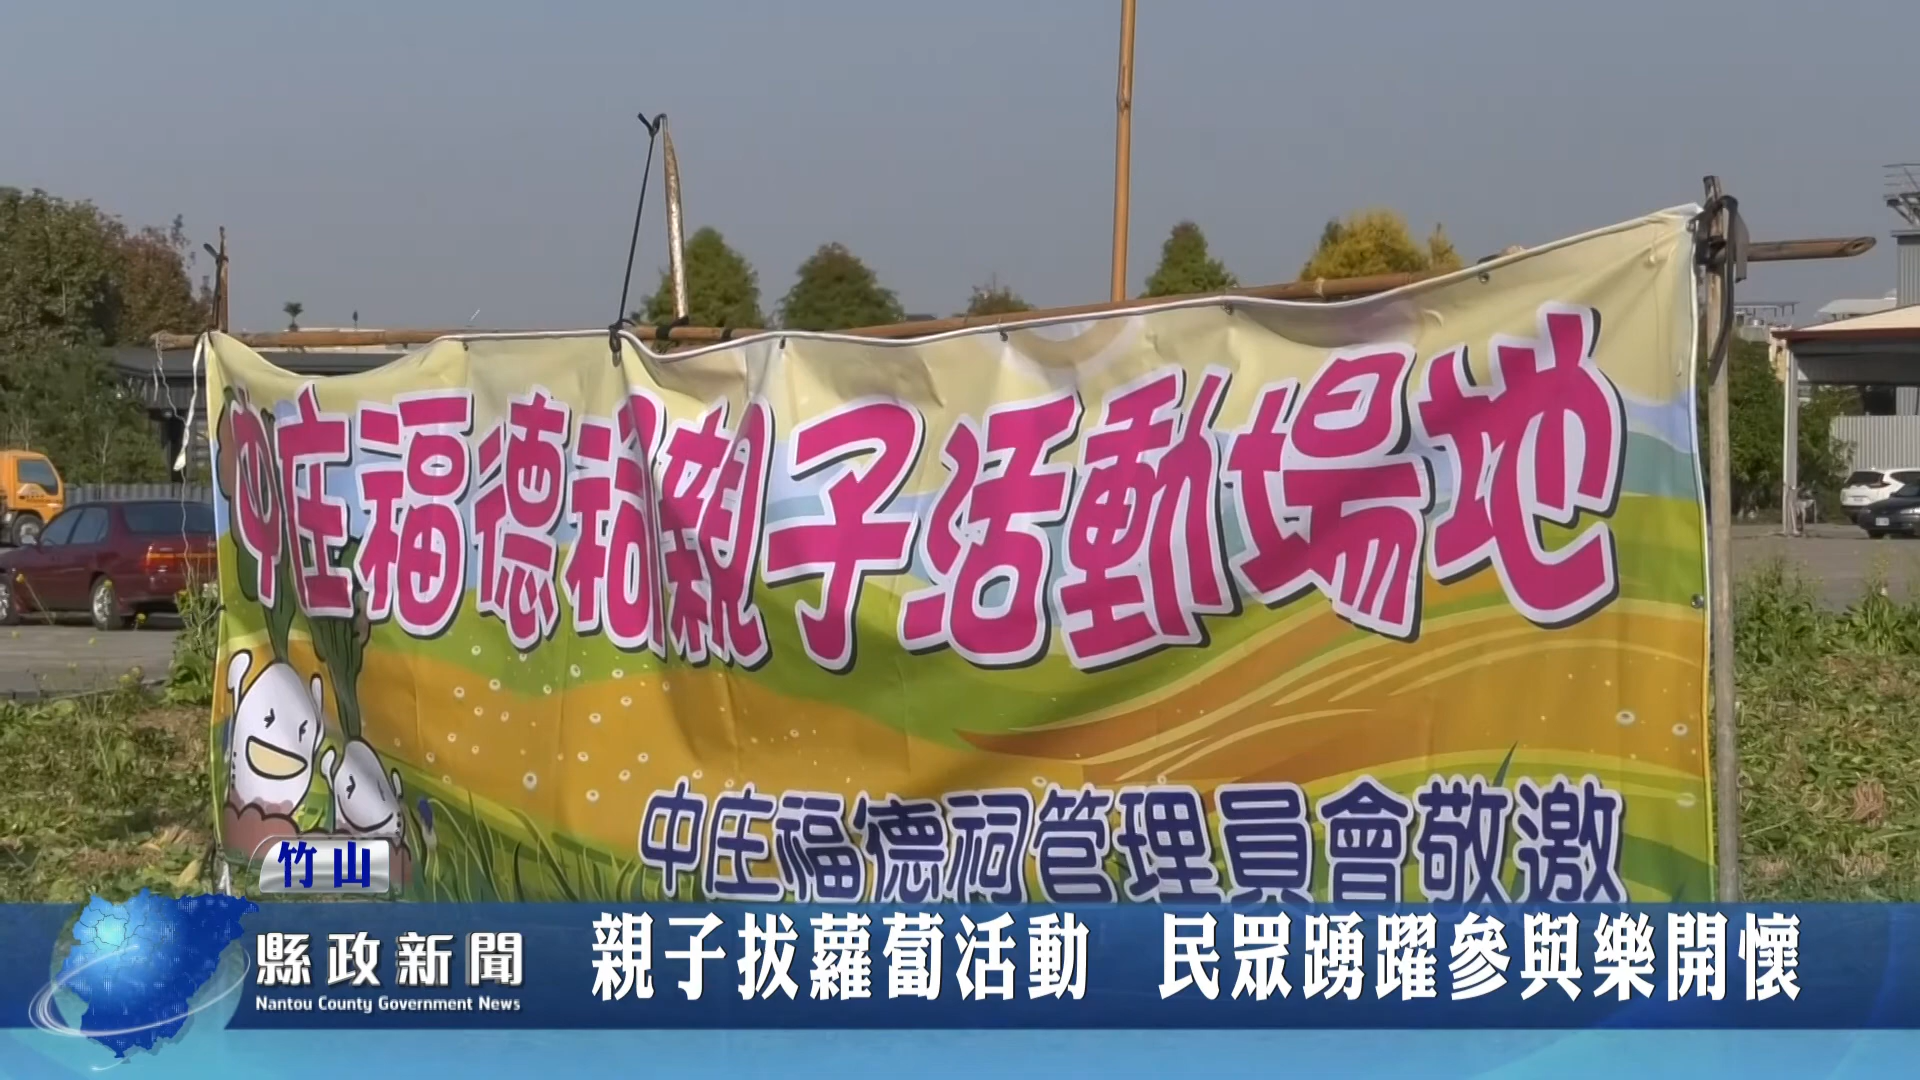 中庄福德祠親子活動場地
中庄福德祠管理員會敬邀
竹山
縣政新聞
Nantou County Government News
親子拔蘿蔔活動 民眾踴躍參與樂開懷